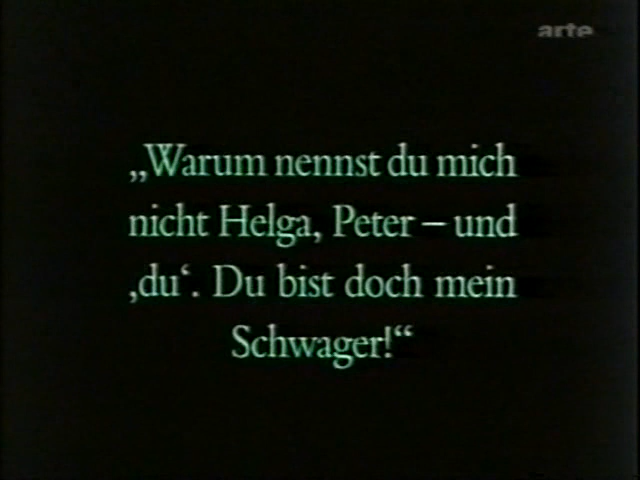 arte
„Warum nennst du mich
nicht Helga, Peter – und
‚du‘. Du bist doch mein
Schwager!“